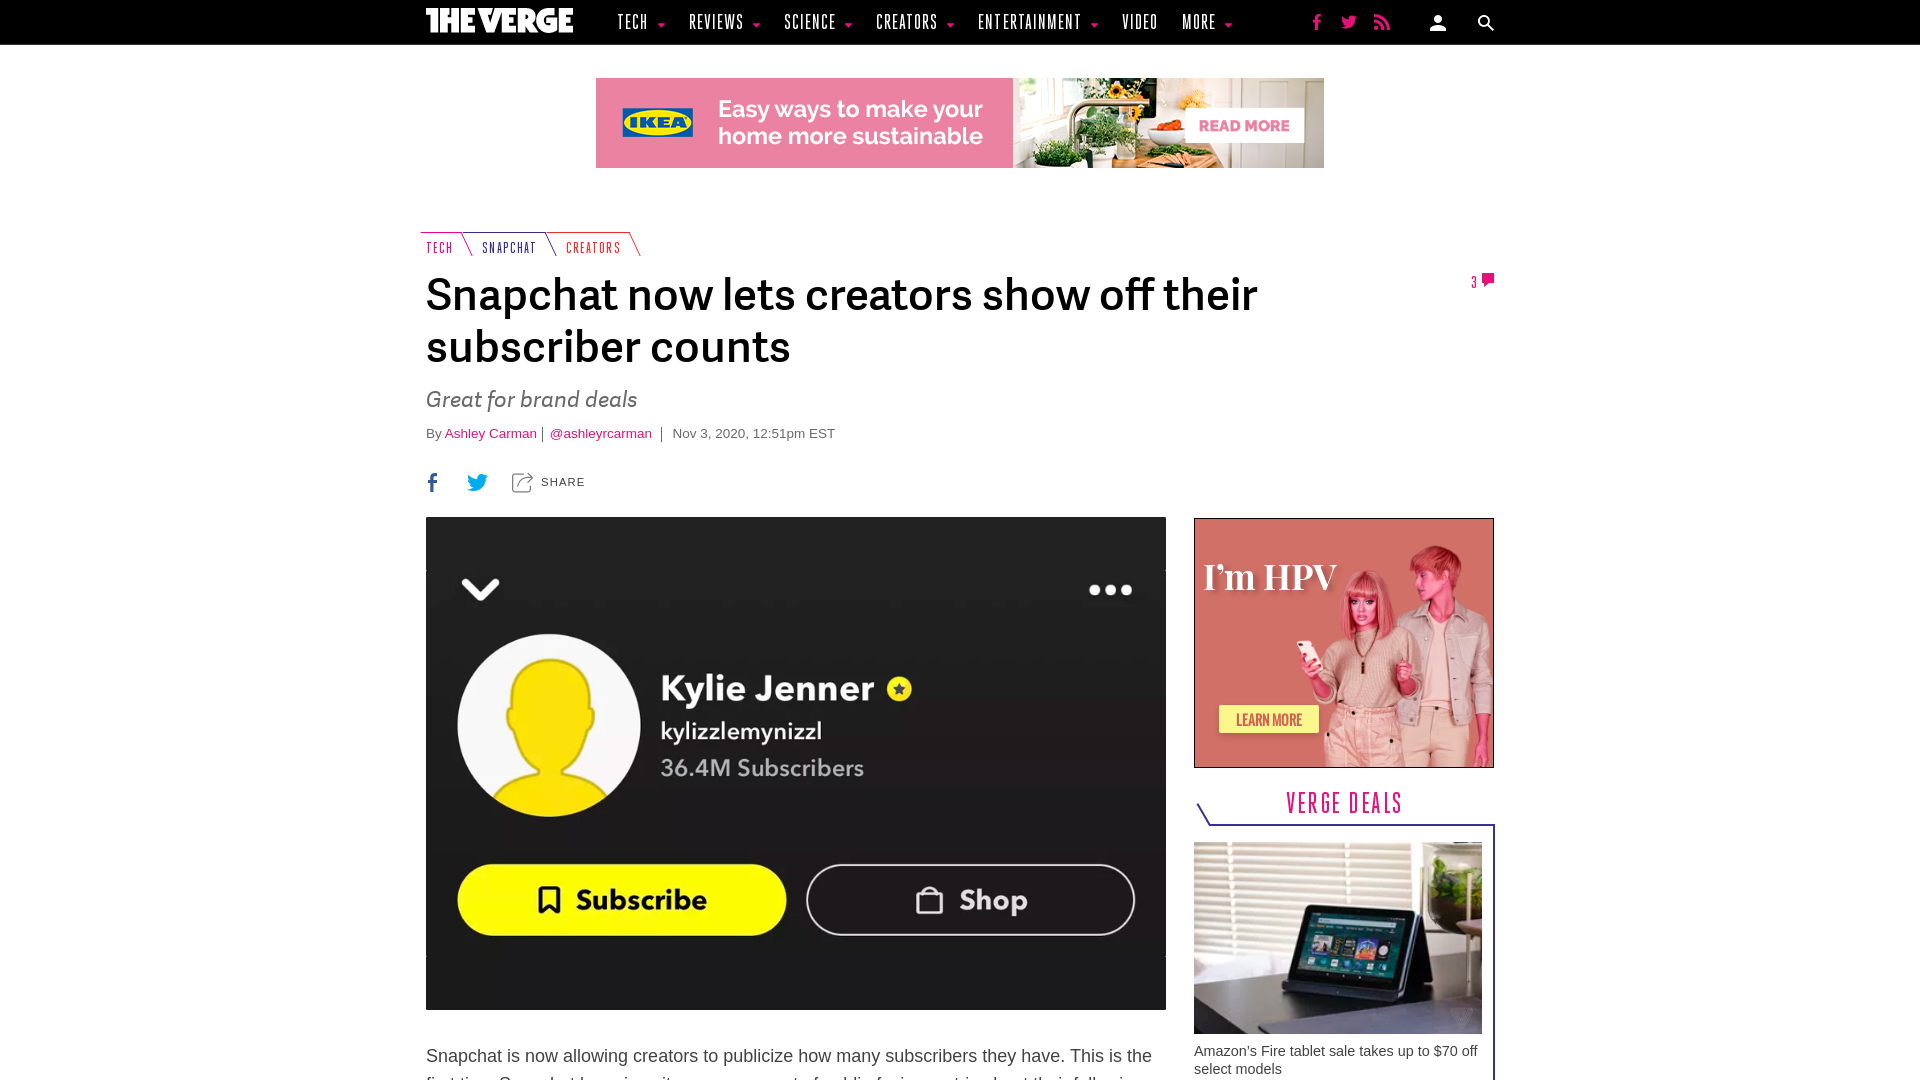 THE VERGE
TECH REVIEWS SCIENCE CREATORS ENTERTAINMENT VIDEO MORE
IKEA
Easy ways to make your
home more sustainable
READ MORE
TECH SNAPCHAT CREATORS
Snapchat now lets creators show off their
subscriber counts
3
Great for brand deals
By Ashley Carman | @ashleyrcarman | Nov 3, 2020, 12:51pm EST
SHARE
Kylie Jenner
kylizzlemynizzl
36.4M Subscribers
Subscribe
Shop
Snapchat is now allowing creators to publicize how many subscribers they have. This is the
I'm HPV
LEARN MORE
VERGE DEALS
Amazon’s Fire tablet sale takes up to $70 off
select models